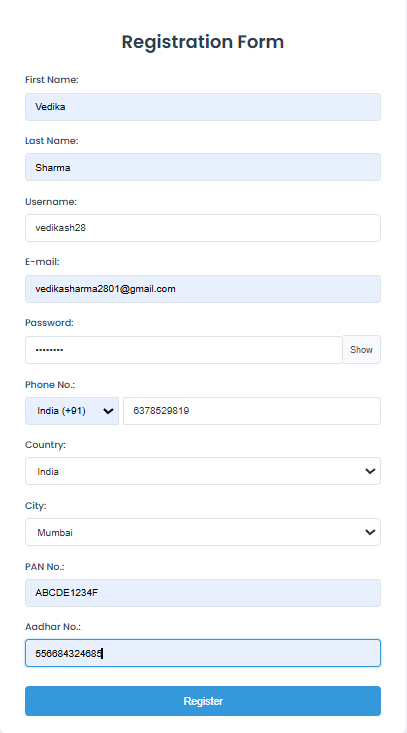 Registration Form
First Name:
Vedika
Last Name:
Sharma
Username:
vedikash28
E-mail:
vedikasharma2801@gmail.com
Password:
••••••••
Show
Phone No.:
India (+91) 6378529819
Country:
India
City:
Mumbai
PAN No.:
ABCDE1234F
Aadhar No.:
556684324685
Register